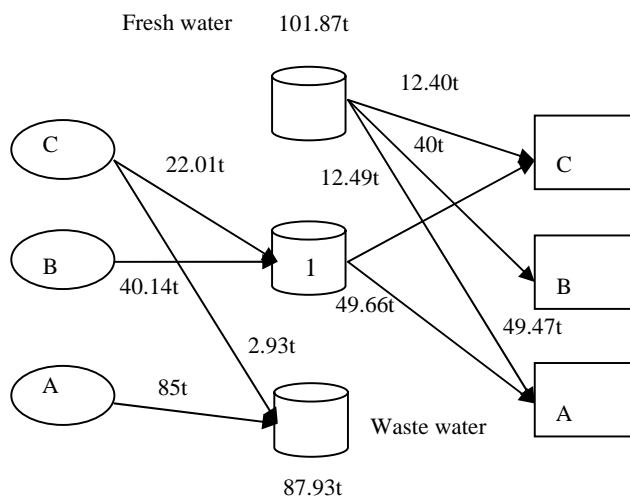 Fresh water 101.87t
12.40t
C
40t
22.01t
12.49t
C
B
1
40.14t
B
49.66t
49.47t
2.93t
A
85t
A
Waste water
87.93t